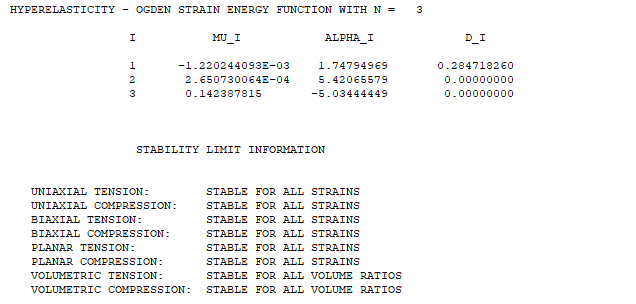 HYPERELASTICITY - OGDEN STRAIN ENERGY FUNCTION WITH N =   3
I   MU_I   ALPHA_I   D_I
1   -1.220244093E-03   1.74794969   0.284718260
2   2.650730064E-04   5.42065579   0.00000000
3   0.142387815   -5.03444449   0.00000000
STABILITY LIMIT INFORMATION
UNIAXIAL TENSION:   STABLE FOR ALL STRAINS
UNIAXIAL COMPRESSION:   STABLE FOR ALL STRAINS
BIAXIAL TENSION:   STABLE FOR ALL STRAINS
BIAXIAL COMPRESSION:   STABLE FOR ALL STRAINS
PLANAR TENSION:   STABLE FOR ALL STRAINS
PLANAR COMPRESSION:   STABLE FOR ALL STRAINS
VOLUMETRIC TENSION:   STABLE FOR ALL VOLUME RATIOS
VOLUMETRIC COMPRESSION:   STABLE FOR ALL VOLUME RATIOS